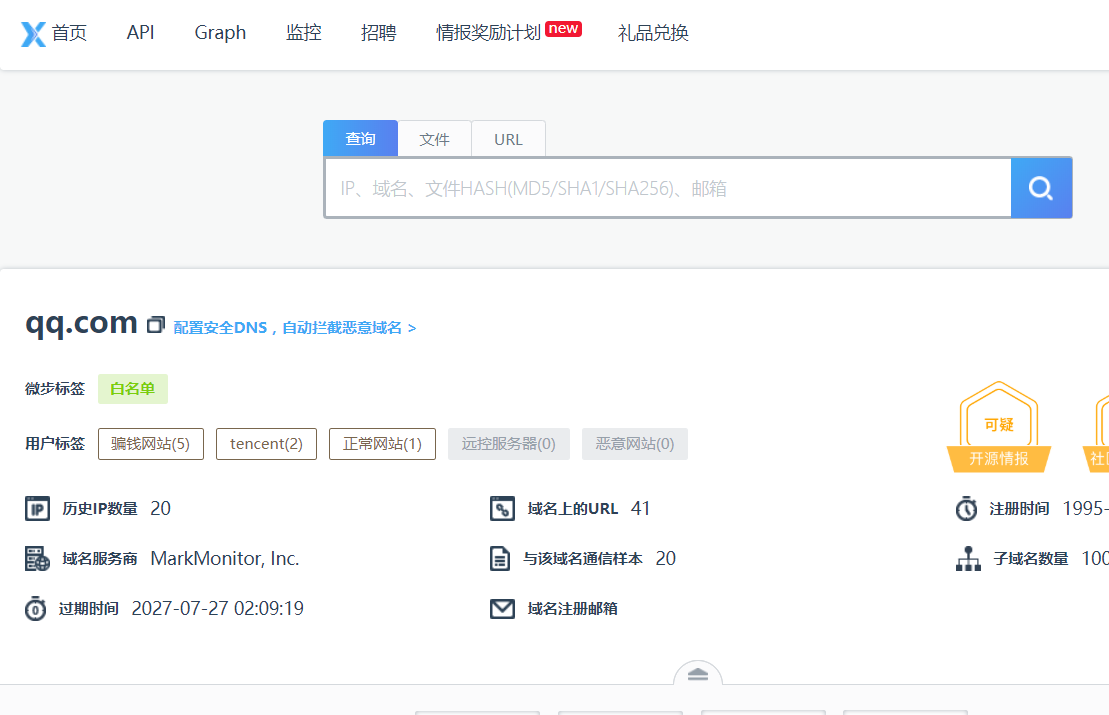 首页 API Graph 监控 招聘 情报奖励计划 new 礼品兑换
查询 文件 URL
IP、域名、文件HASH(MD5/SHA1/SHA256)、邮箱
qq.com 配置安全DNS，自动拦截恶意域名 >
微步标签 白名单
可疑
用户标签 骗钱网站(5) tencent(2) 正常网站(1) 远控服务器(0) 恶意网站(0)
开源情报 社
IP 历史IP数量 20 域名上的URL 41 注册时间 1995-
域名服务商 MarkMonitor, Inc. 与该域名通信样本 20 子域名数量 100
过期时间 2027-07-27 02:09:19 域名注册邮箱